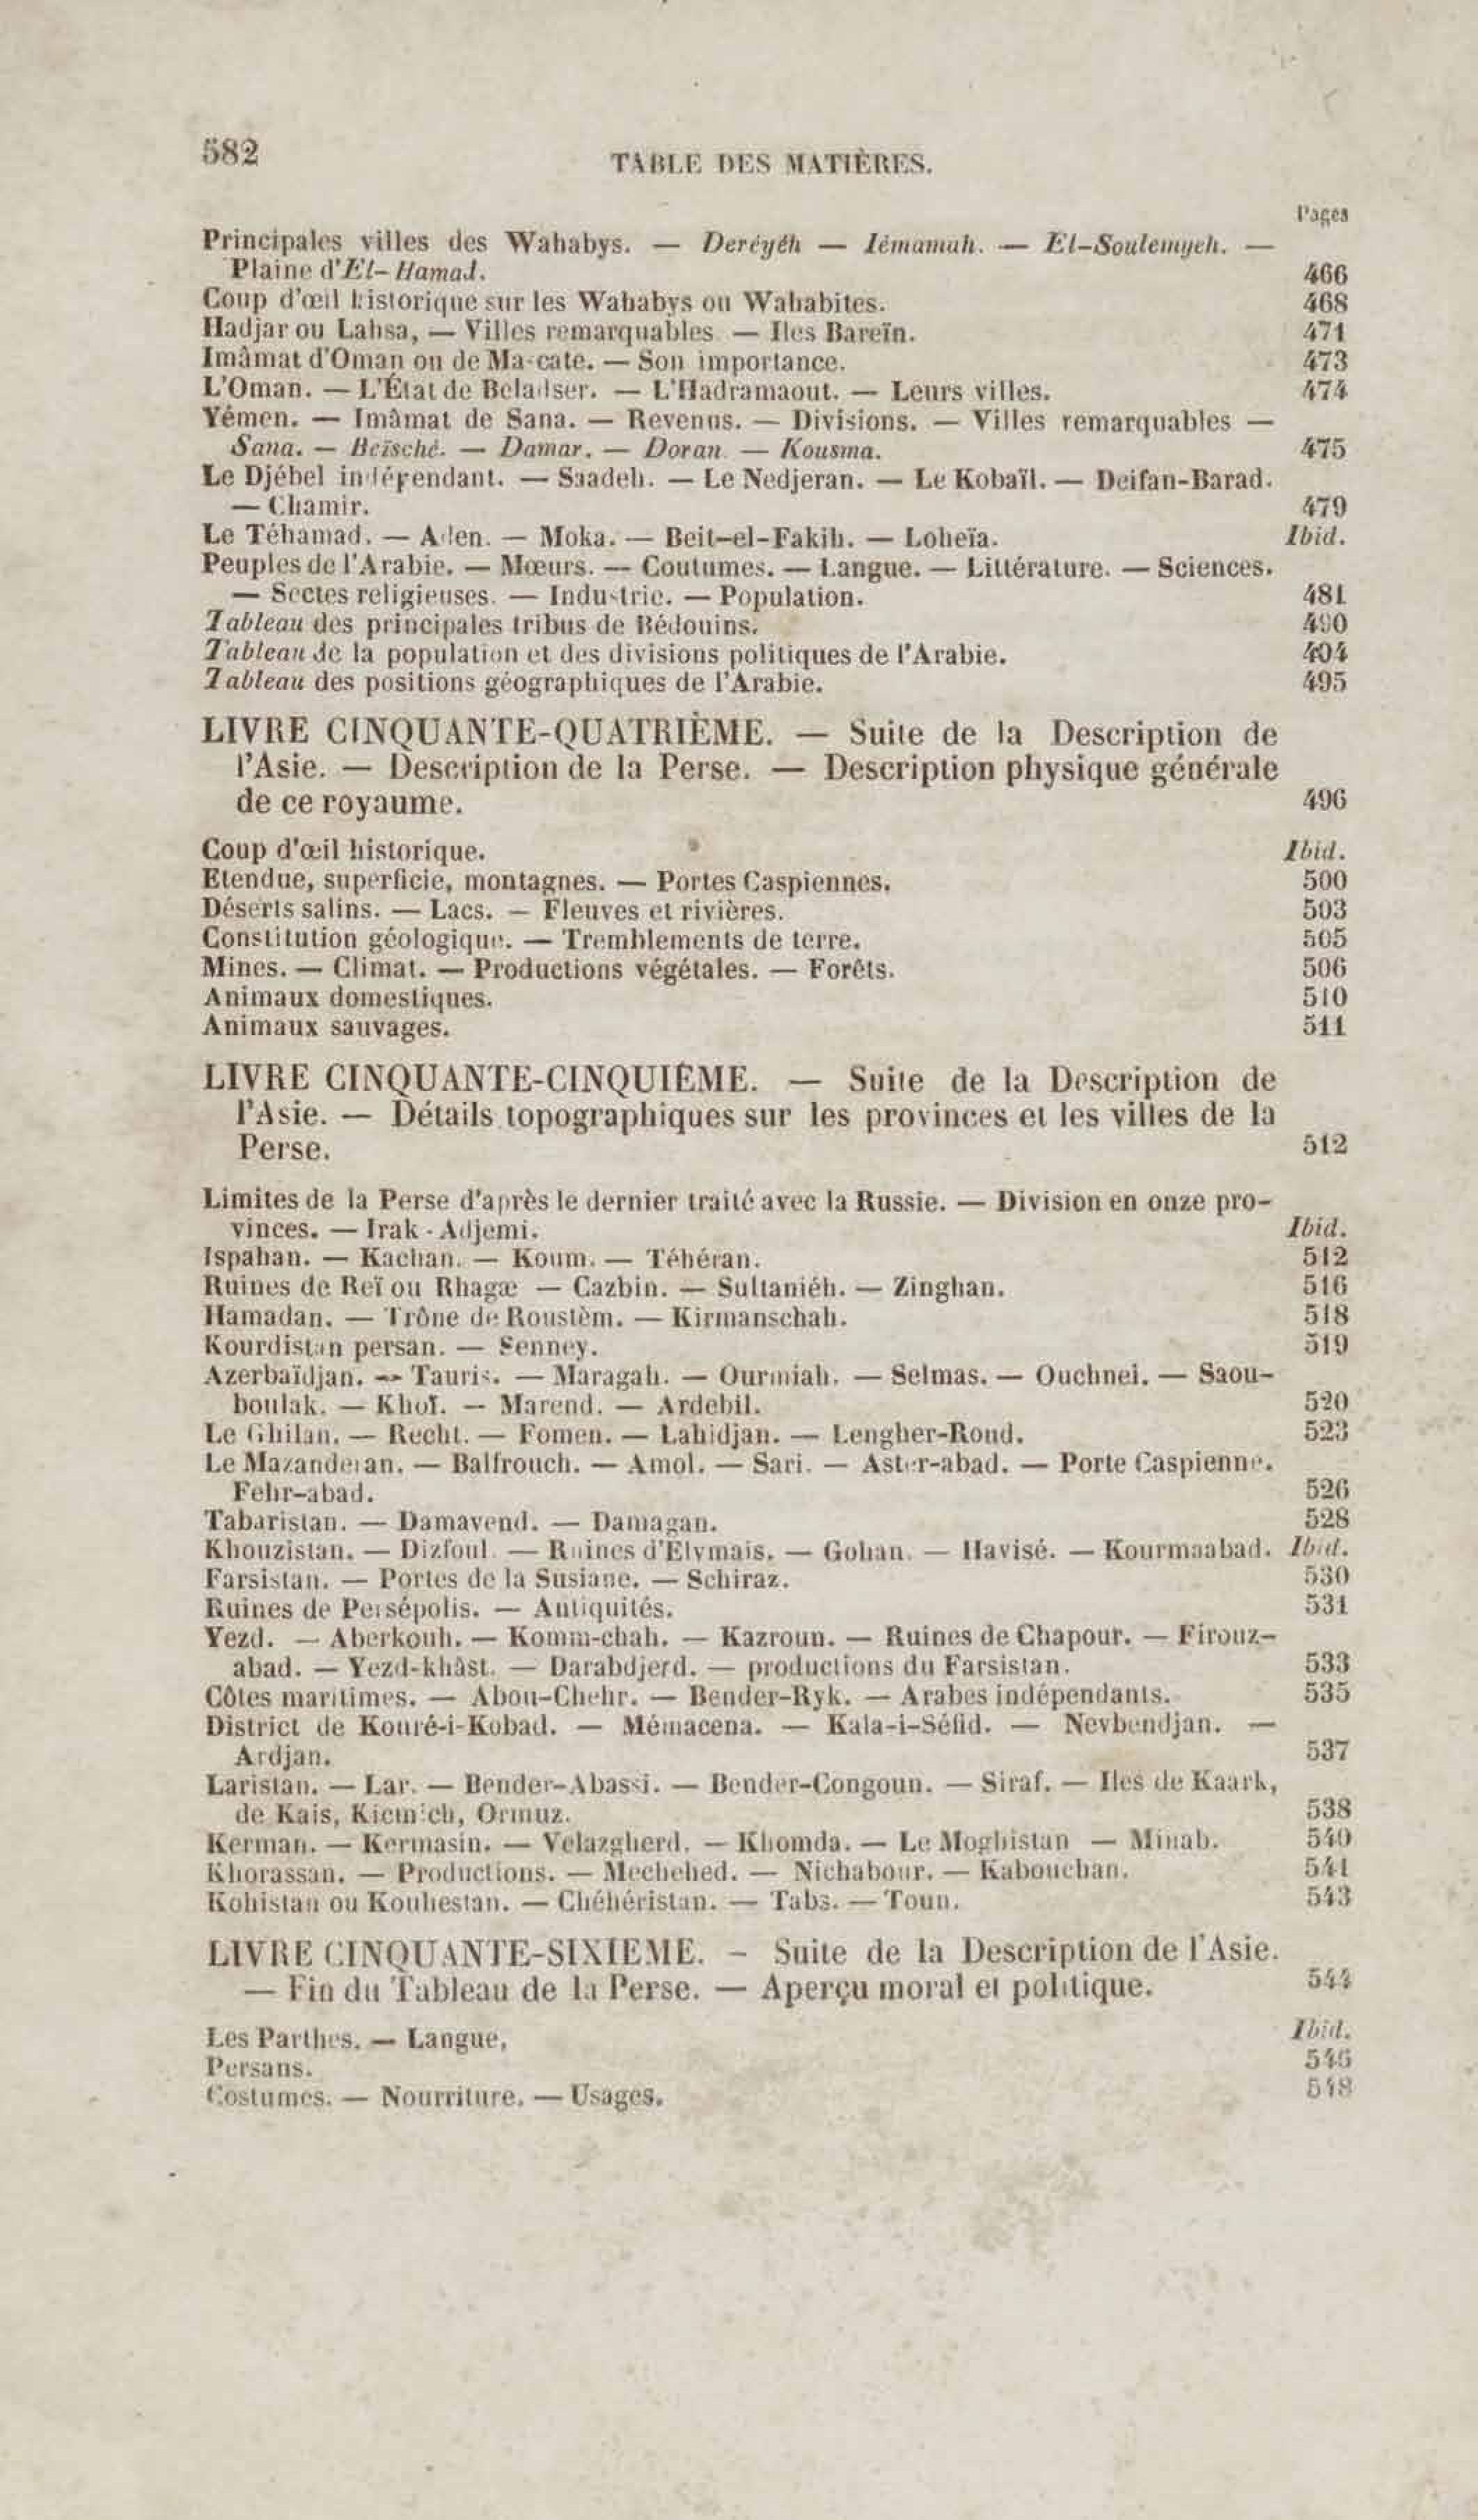 582
TABLE DES MATIÈRES.
Pages
Principales villes des Wahabys. — Deréyéh — Iémamah. — El-Soulemyeh. —
Plaine d'El-Hamad. 466
Coup d'œil historique sur les Wahabys ou Wahabites. 468
Hadjar ou Lahsa, — Villes remarquables — Iles Bareïn. 471
Imâmat d'Oman ou de Mascate. — Son importance. 473
L'Oman. — L'État de Beladser. — L'Hadramaout. — Leurs villes. 474
Yémen. — Imâmat de Sana. — Revenus. — Divisions. — Villes remarquables —
Sana. — Beïsché. — Damar. — Doran — Kousma. 475
Le Djébel indépendant. — Saadeh. — Le Nedjeran. — Le Kobaïl. — Deifan-Barad.
— Chamir. 479
Le Téhamad. — Aden. — Moka. — Beit-el-Fakih. — Loheïa. Ibid.
Peuples de l'Arabie. — Mœurs. — Coutumes. — Langue. — Littérature. — Sciences.
— Sectes religieuses. — Industrie. — Population. 481
Tableau des principales tribus de Bédouins. 490
Tableau de la population et des divisions politiques de l'Arabie. 494
Tableau des positions géographiques de l'Arabie. 495
LIVRE CINQUANTE-QUATRIÈME. — Suite de la Description de
l'Asie. — Description de la Perse. — Description physique générale
de ce royaume. 496
Coup d'œil historique. Ibid.
Etendue, superficie, montagnes. — Portes Caspiennes. 500
Déserts salins. — Lacs. — Fleuves et rivières. 503
Constitution géologique. — Tremblements de terre. 505
Mines. — Climat. — Productions végétales. — Forêts. 506
Animaux domestiques. 510
Animaux sauvages. 511
LIVRE CINQUANTE-CINQUIÈME. — Suite de la Description de
l'Asie. — Détails topographiques sur les provinces et les villes de la
Perse. 512
Limites de la Perse d'après le dernier traité avec la Russie. — Division en onze pro-
vinces. — Irak-Adjemi. Ibid.
Ispahan. — Kachan. — Koum. — Téhéran. 512
Ruines de Reï ou Rhagæ — Cazbin. — Sultaniéh. — Zinghan. 516
Hamadan. — Trône de Roustèm. — Kirmanschah. 518
Kourdistan persan. — Senney. 519
Azerbaïdjan. — Tauris. — Maragah. — Ourmiah. — Selmas. — Ouchnei. — Saou-
boulak. — Khoï. — Marend. — Ardebil. 520
Le Ghilan. — Recht. — Fomen. — Lahidjan. — Lengher-Roud. 523
Le Mazanderan. — Balfrouch. — Amol. — Sari. — Aster-abad. — Porte Caspienne.
Fehr-abad. 526
Tabaristan. — Damavend. — Damagan. 528
Khouzistan. — Dizfoul. — Ruines d'Elymais. — Goban. — Havisé. — Kourmaabad. Ibid.
Farsistan. — Portes de la Susiane. — Schiraz. 530
Ruines de Persépolis. — Antiquités. 531
Yezd. — Aberkouh. — Komm-chah. — Kazroun. — Ruines de Chapour. — Firouz-
abad. — Yezd-khâst. — Darabdjerd. — productions du Farsistan. 533
Côtes maritimes. — Abou-Chehr. — Bender-Ryk. — Arabes indépendants. 535
District de Kouré-i-Kobad. — Mémacena. — Kala-i-Séfid. — Nevbendjan. —
Ardjan. 537
Laristan. — Lar. — Bender-Abassi. — Bender-Congoun. — Siraf. — Iles de Kaark,
de Kais, Kicmich, Ormuz. 538
Kerman. — Kermasin. — Velazgherd. — Khomda. — Le Moghistan — Minab. 540
Khorassan. — Productions. — Mechehed. — Nichabour. — Kabouchan. 541
Kohistan ou Kouhestan. — Chéhéristan. — Tabs. — Toun. 543
LIVRE CINQUANTE-SIXIEME. — Suite de la Description de l'Asie.
— Fin du Tableau de la Perse. — Aperçu moral et politique. 544
Les Parthes. — Langue, Ibid.
Persans. 546
Costumes. — Nourriture. — Usages. 548